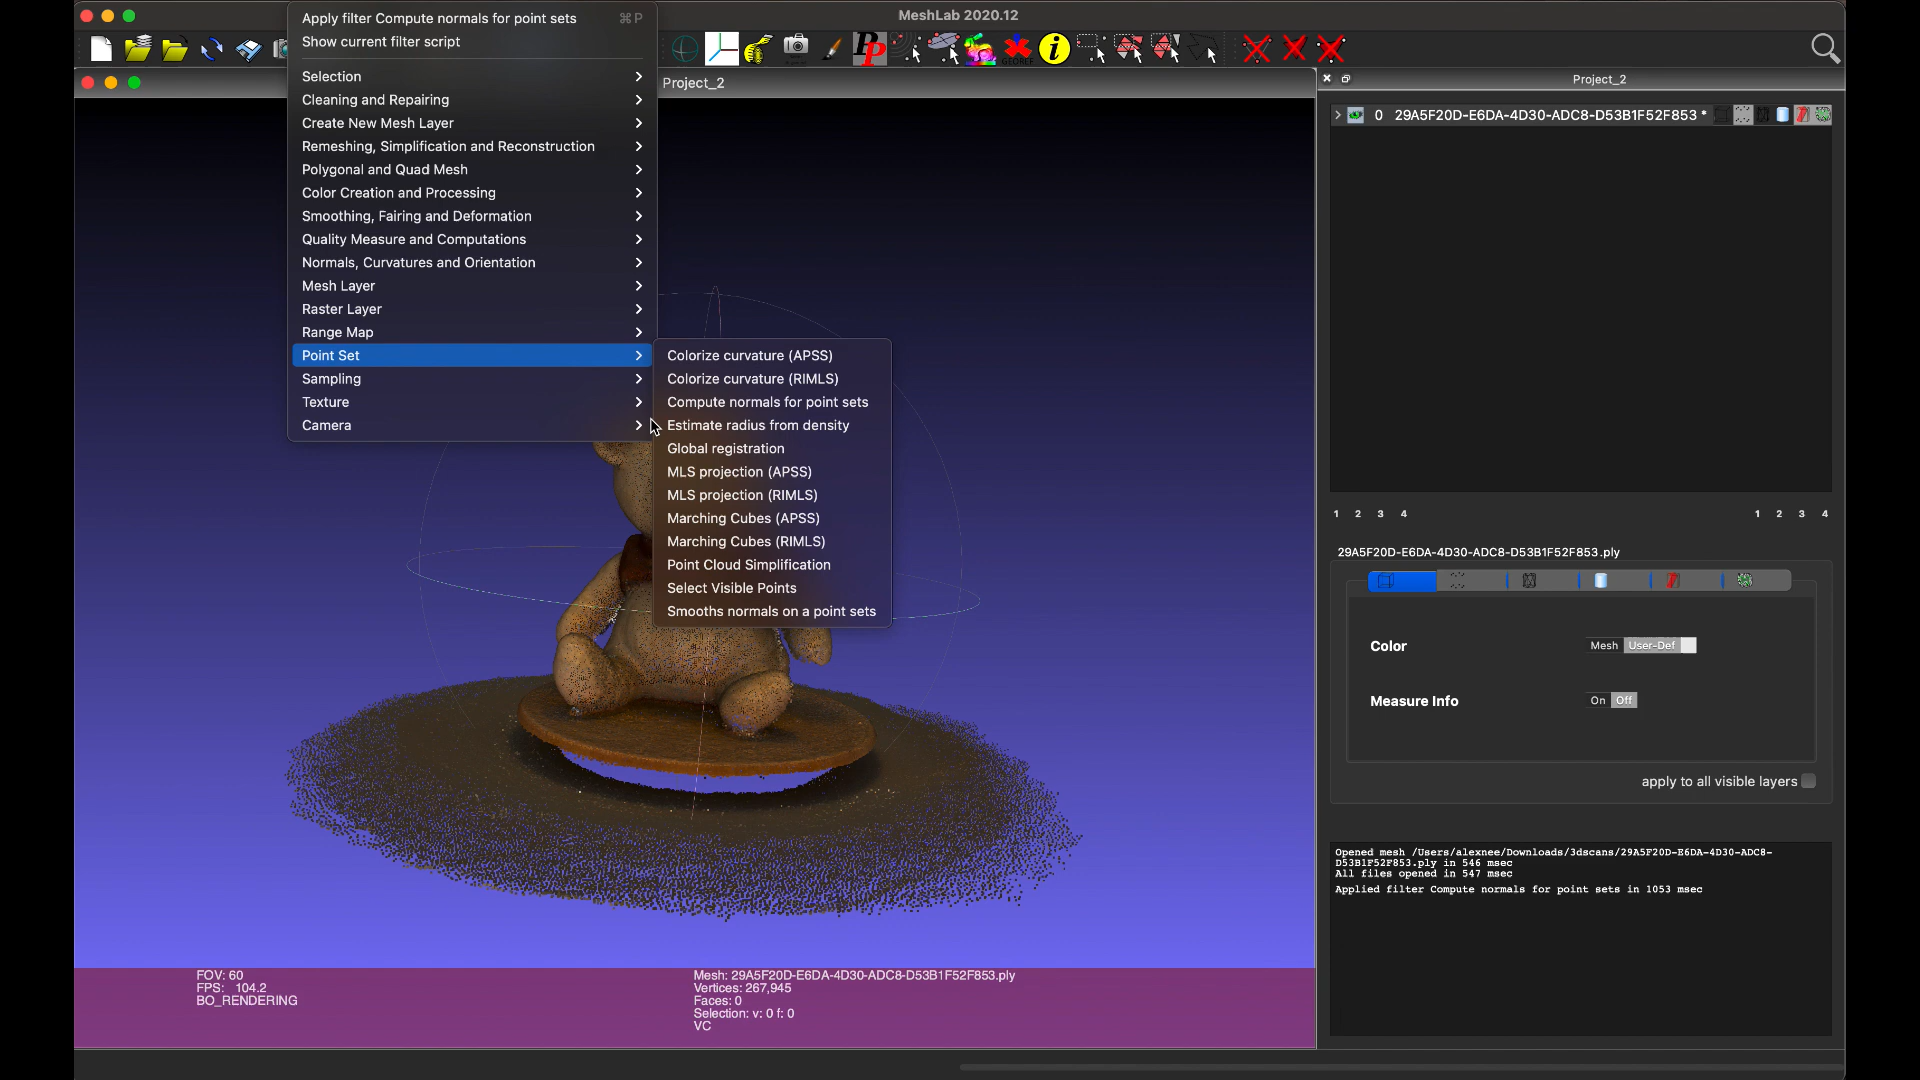 MeshLab 2020.12
Apply filter Compute normals for point sets ⌘P
Show current filter script
Selection
Cleaning and Repairing
Create New Mesh Layer
Remeshing, Simplification and Reconstruction
Polygonal and Quad Mesh
Color Creation and Processing
Smoothing, Fairing and Deformation
Quality Measure and Computations
Normals, Curvatures and Orientation
Mesh Layer
Raster Layer
Range Map
Point Set
Sampling
Texture
Camera
Colorize curvature (APSS)
Colorize curvature (RIMLS)
Compute normals for point sets
Estimate radius from density
Global registration
MLS projection (APSS)
MLS projection (RIMLS)
Marching Cubes (APSS)
Marching Cubes (RIMLS)
Point Cloud Simplification
Select Visible Points
Smooths normals on a point sets
Project_2
GEOREF
Project_2
0 29A5F20D-E6DA-4D30-ADC8-D53B1F52F853 *
1 2 3 4 1 2 3 4
29A5F20D-E6DA-4D30-ADC8-D53B1F52F853.ply
Color Mesh User-Def
Measure Info On Off
apply to all visible layers
Opened mesh /Users/alexnee/Downloads/3dscans/29A5F20D-E6DA-4D30-ADC8-
D53B1F52F853.ply in 546 msec
All files opened in 547 msec
Applied filter Compute normals for point sets in 1053 msec
FOV: 60
FPS: 104.2
BO_RENDERING
Mesh: 29A5F20D-E6DA-4D30-ADC8-D53B1F52F853.ply
Vertices: 267,945
Faces: 0
Selection: v: 0 f: 0
VC